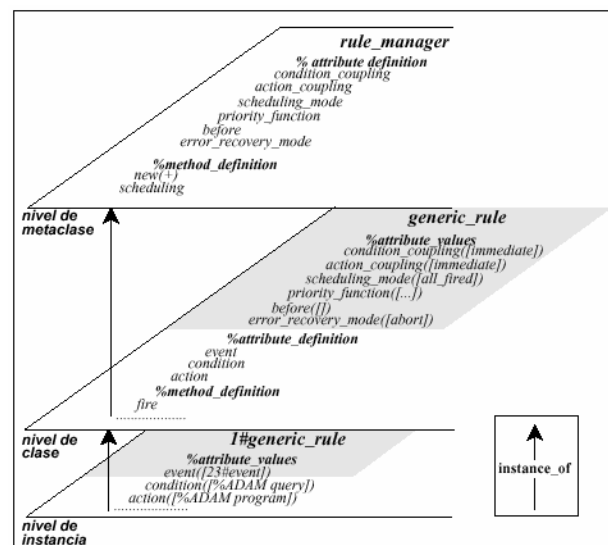 rule_manager
% attribute definition
condition_coupling
action_coupling
scheduling_mode
priority_function
before
error_recovery_mode
%method_definition
new(+)
scheduling
nivel de
metaclase
generic_rule
%attribute_values
condition_coupling([immediate])
action_coupling([immediate])
scheduling_mode([all_fired])
priority_function([...])
before([])
error_recovery_mode([abort])
%attribute_definition
event
condition
action
%method_definition
fire
nivel de
clase
1#generic_rule
%attribute_values
event([23#event])
condition([%ADAM query])
action([%ADAM program])
nivel de
instancia
instance_of